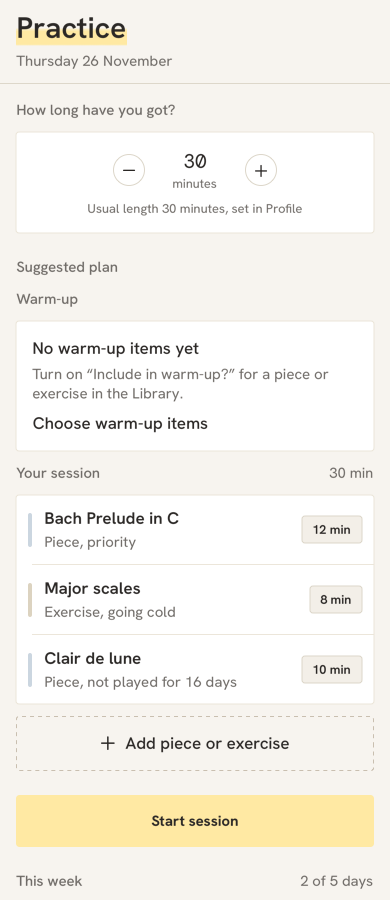 Practice
Thursday 26 November
How long have you got?
30
minutes
Usual length 30 minutes, set in Profile
Suggested plan
Warm-up
No warm-up items yet
Turn on “Include in warm-up?” for a piece or
exercise in the Library.
Choose warm-up items
Your session 30 min
Bach Prelude in C
Piece, priority
12 min
Major scales
Exercise, going cold
8 min
Clair de lune
Piece, not played for 16 days
10 min
+ Add piece or exercise
Start session
This week 2 of 5 days